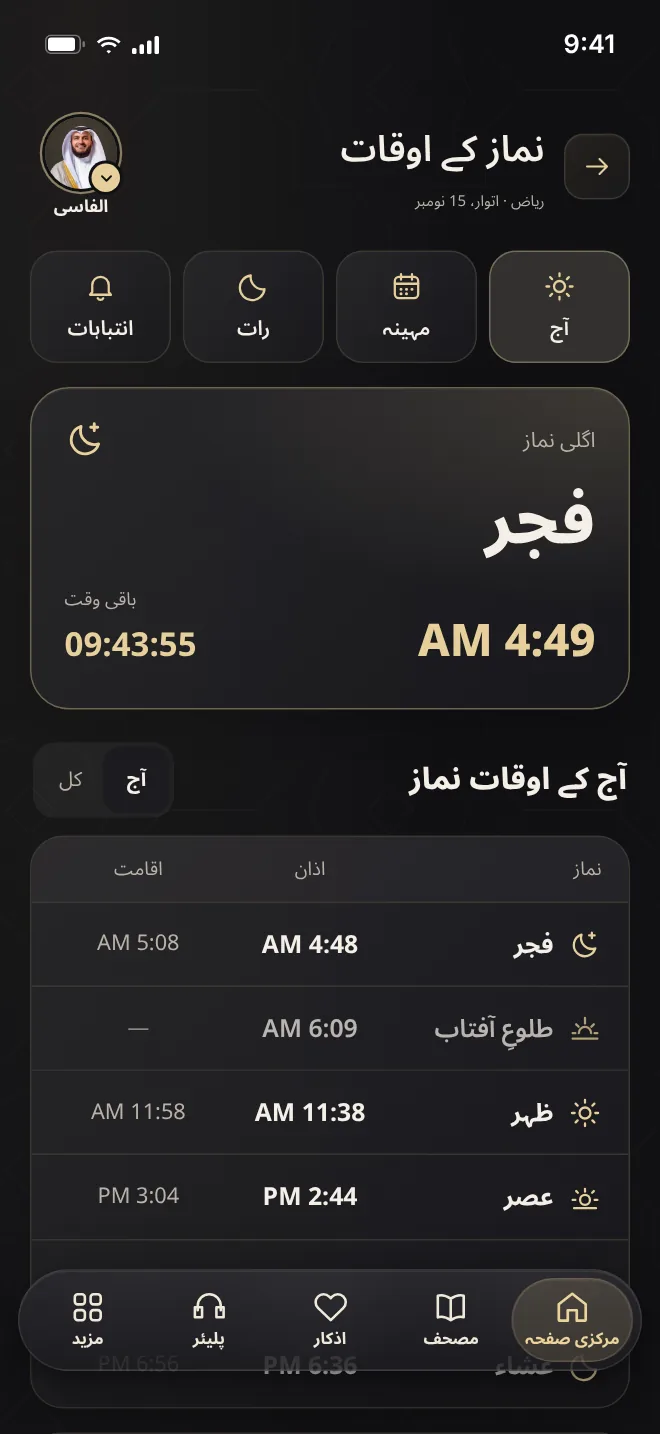 9:41
نماز کے اوقات
ریاض · اتوار، 15 نومبر
الفاسی
آج
مہینہ
رات
انتباہات
اگلی نماز
فجر
باقی وقت
4:49 AM
09:43:55
آج کے اوقات نماز
آج
کل
نماز اذان اقامت
فجر 4:48 AM 5:08 AM
طلوعِ آفتاب 6:09 AM —
ظہر 11:38 AM 11:58 AM
عصر 2:44 PM 3:04 PM
عشاء 6:36 PM 6:56 PM
مرکزی صفحہ
مصحف
اذکار
پلیئر
مزید